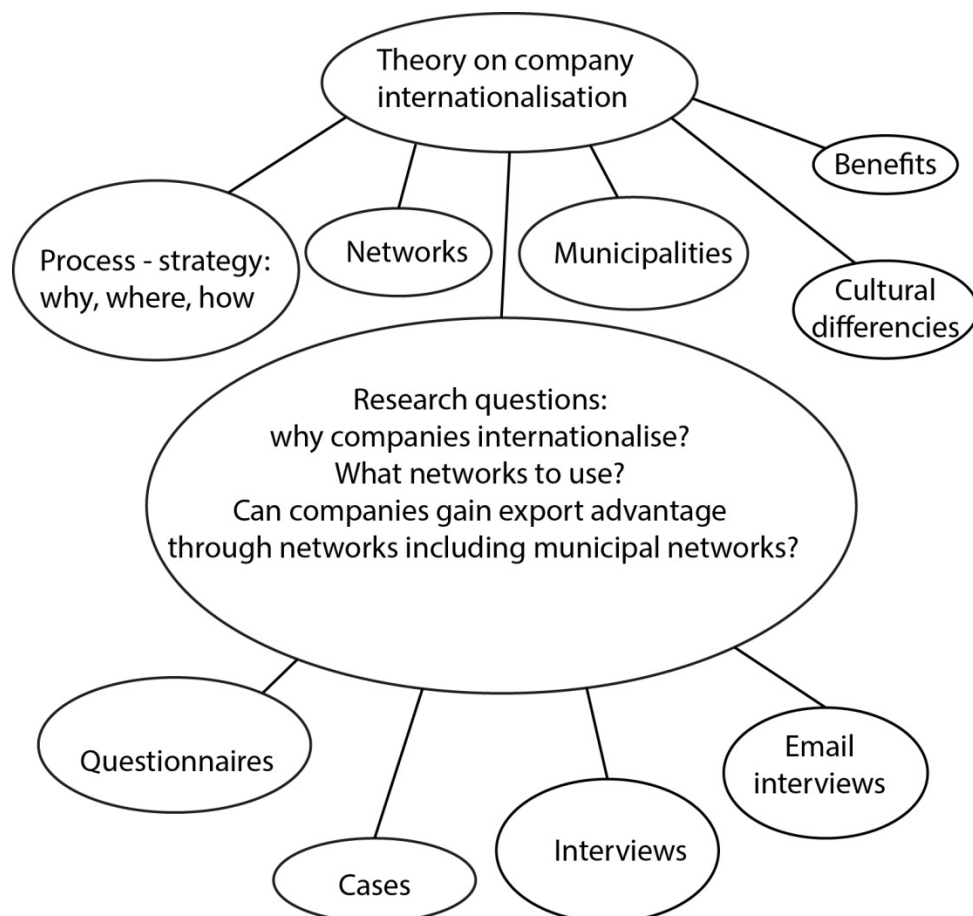 Theory on company
internationalisation
Benefits
Networks
Municipalities
Process - strategy:
why, where, how
Cultural
differencies
Research questions:
why companies internationalise?
What networks to use?
Can companies gain export advantage
through networks including municipal networks?
Questionnaires
Email
interviews
Interviews
Cases